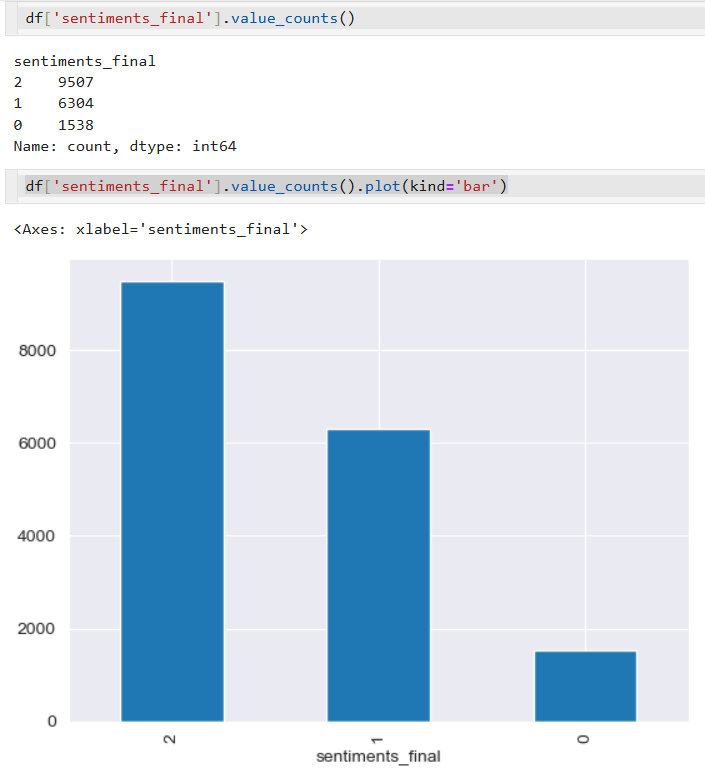 df['sentiments_final'].value_counts()
sentiments_final
2    9507
1    6304
0    1538
Name: count, dtype: int64
df['sentiments_final'].value_counts().plot(kind='bar')
<Axes: xlabel='sentiments_final'>
8000
6000
4000
2000
0
2 1 0
sentiments_final